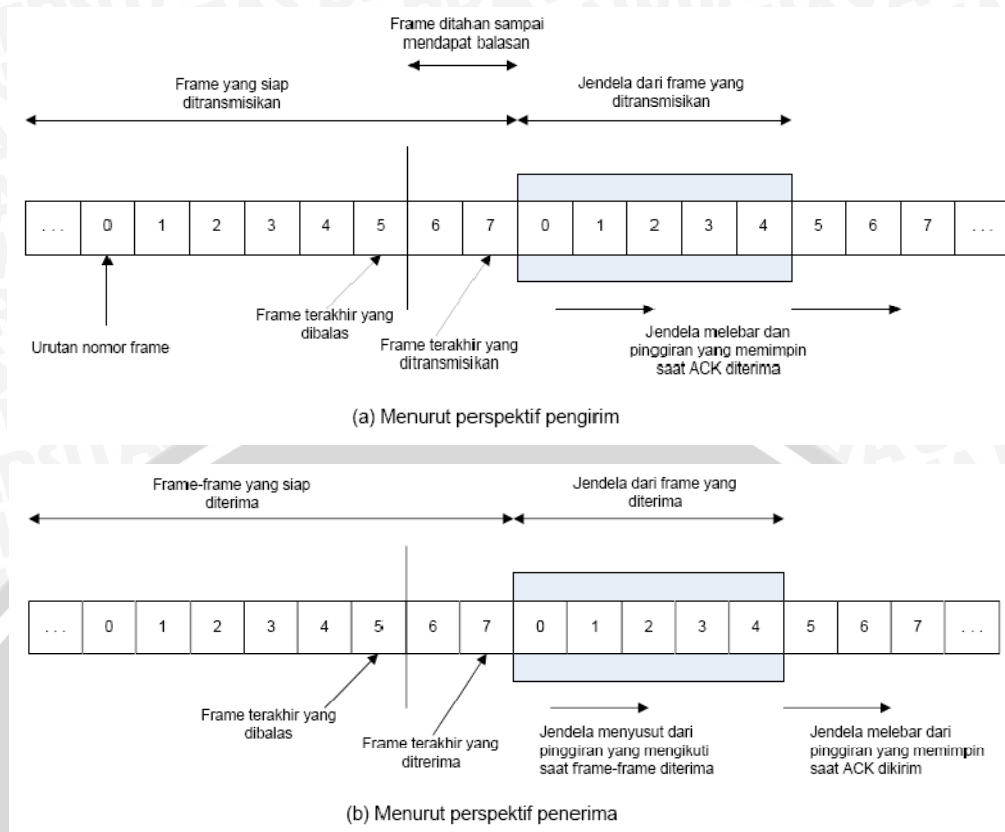 Frame ditahan sampai
mendapat balasan
Frame yang siap
ditransmisikan
Jendela dari frame yang
ditransmisikan
. . . 0 1 2 3 4 5 6 7 0 1 2 3 4 5 6 7 . . .
Urutan nomor frame
Frame terakhir yang
dibalas
Frame terakhir yang
ditransmisikan
Jendela melebar dan
pinggiran yang memimpin
saat ACK diterima
(a) Menurut perspektif pengirim
Frame-frame yang siap
diterima
Jendela dari frame yang
diterima
. . . 0 1 2 3 4 5 6 7 0 1 2 3 4 5 6 7 . . .
Frame terakhir yang
dibalas
Frame terakhir yang
ditrerima
Jendela menyusut dari
pinggiran yang mengikuti
saat frame-frame diterima
Jendela melebar dari
pinggiran yang memimpin
saat ACK dikirim
(b) Menurut perspektif penerima